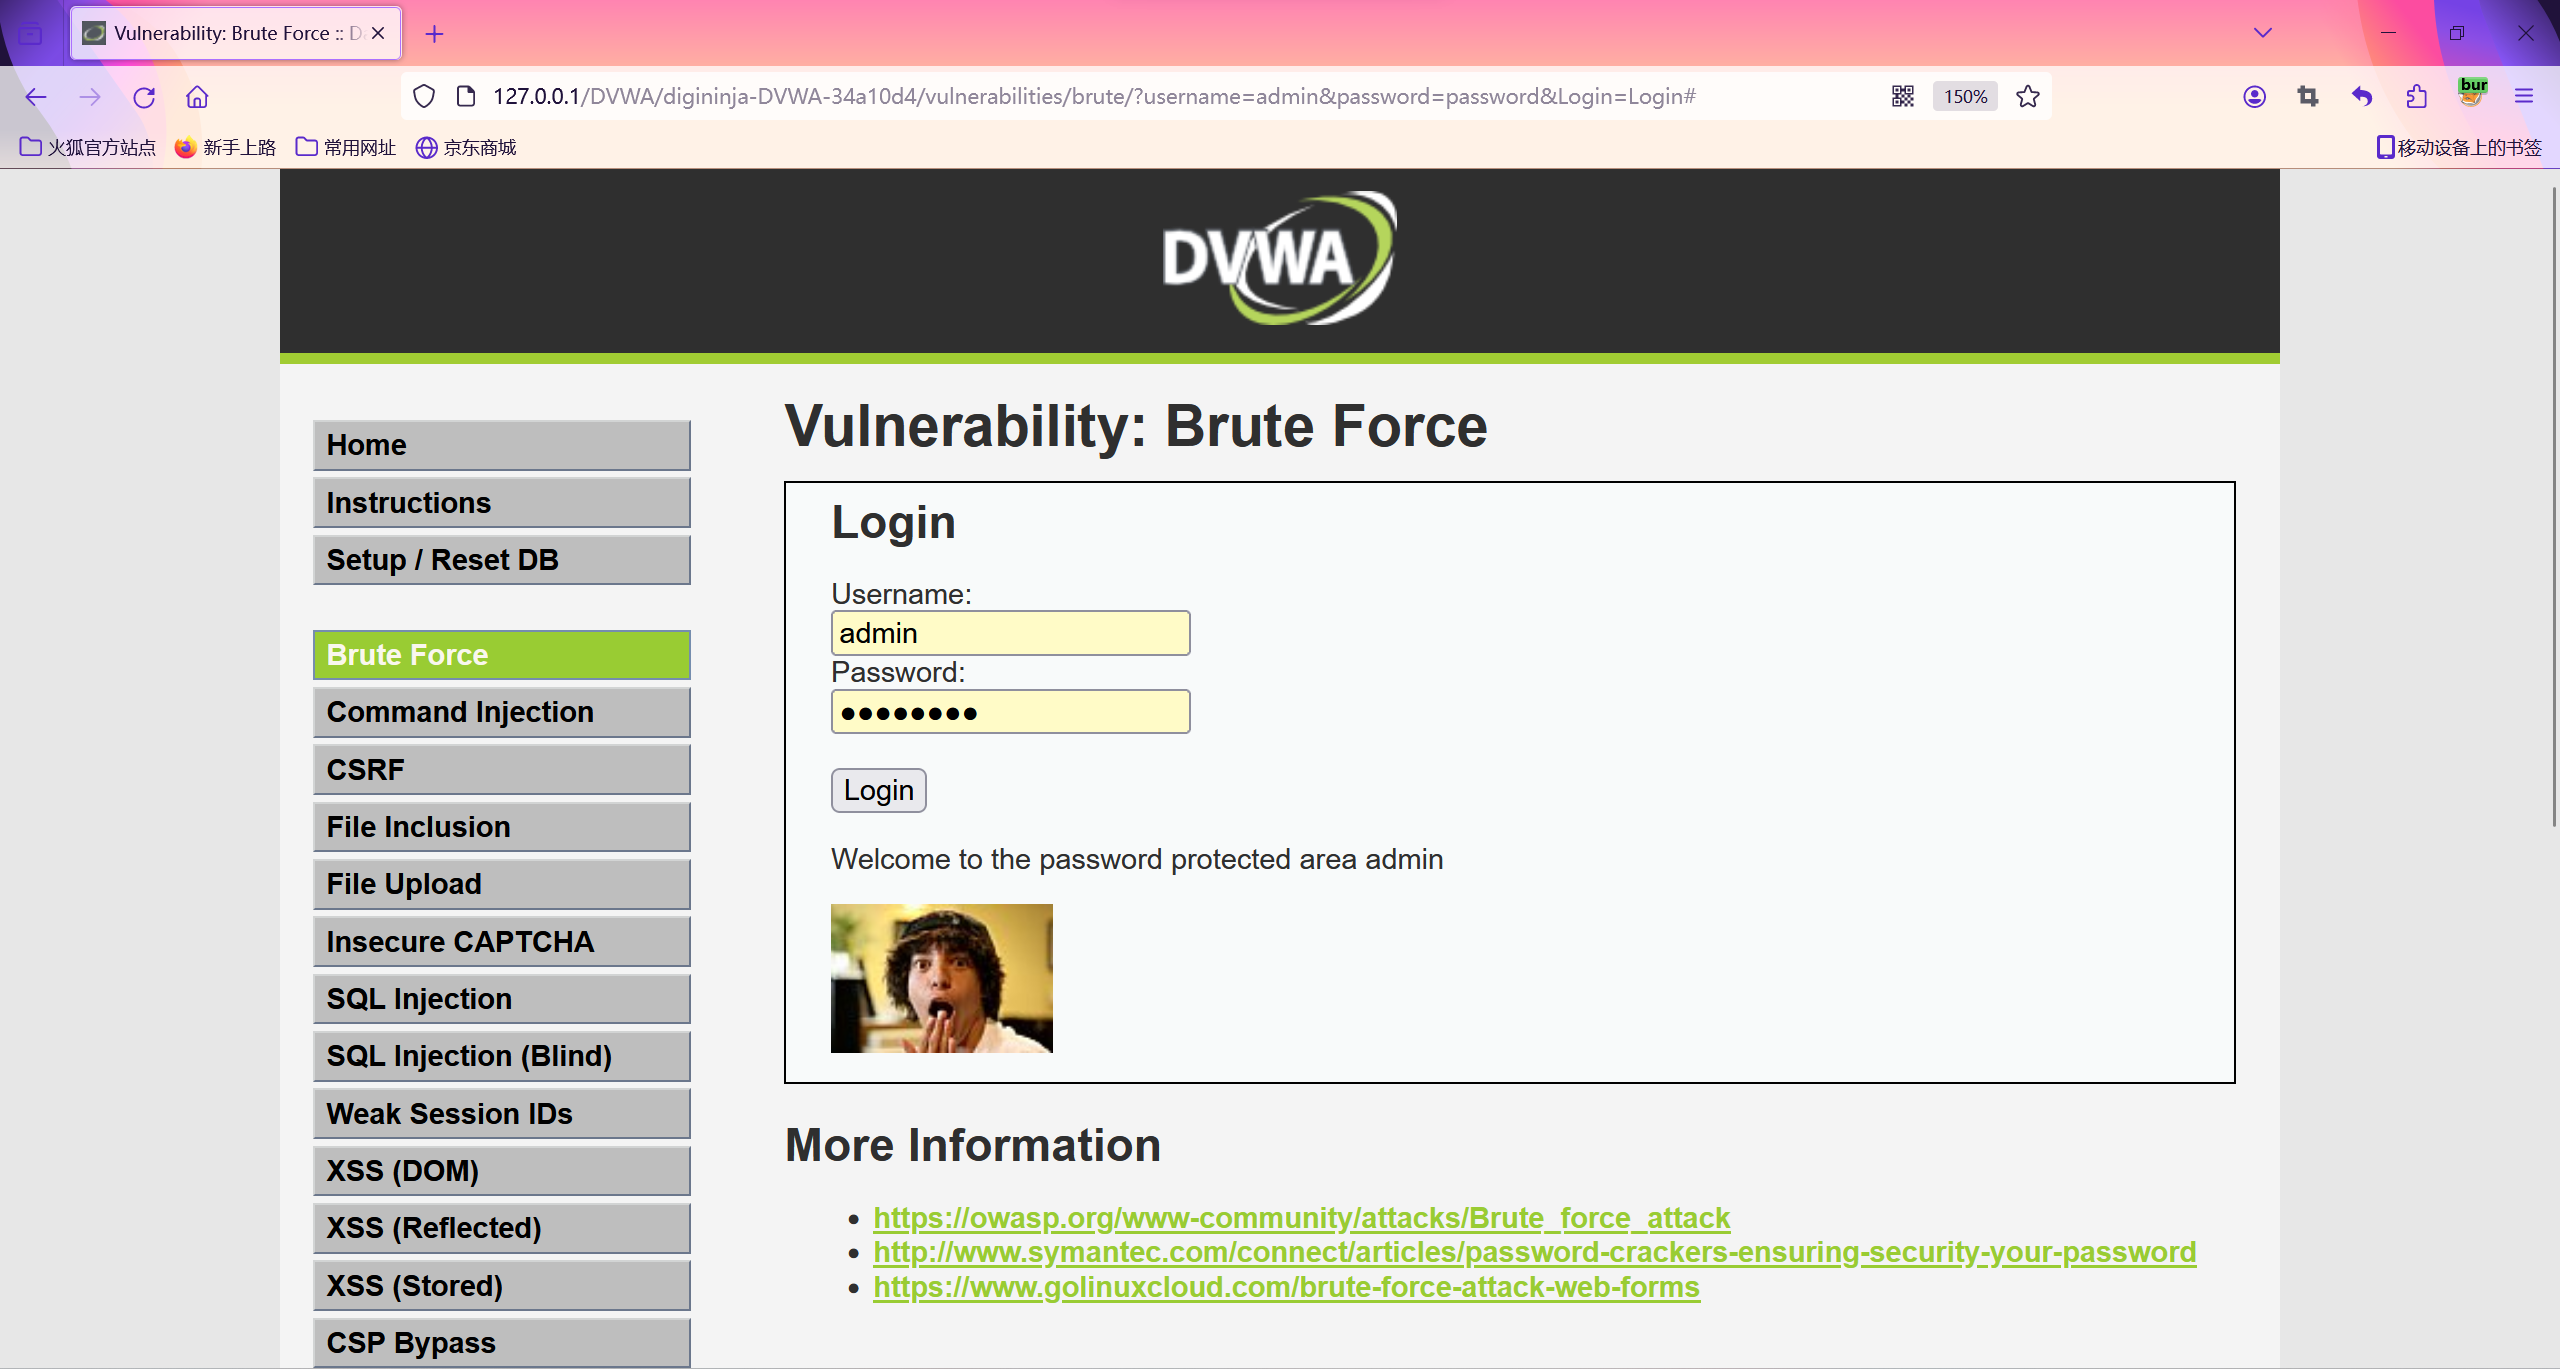 Vulnerability: Brute Force :: D
127.0.0.1/DVWA/digininja-DVWA-34a10d4/vulnerabilities/brute/?username=admin&password=password&Login=Login#
150%
bur
火狐官方站点
新手上路
常用网址
京东商城
移动设备上的书签
DVWA
Home
Instructions
Setup / Reset DB
Brute Force
Command Injection
CSRF
File Inclusion
File Upload
Insecure CAPTCHA
SQL Injection
SQL Injection (Blind)
Weak Session IDs
XSS (DOM)
XSS (Reflected)
XSS (Stored)
CSP Bypass
Vulnerability: Brute Force
Login
Username:
admin
Password:
●●●●●●●●
Login
Welcome to the password protected area admin
More Information
https://owasp.org/www-community/attacks/Brute_force_attack
http://www.symantec.com/connect/articles/password-crackers-ensuring-security-your-password
https://www.golinuxcloud.com/brute-force-attack-web-forms